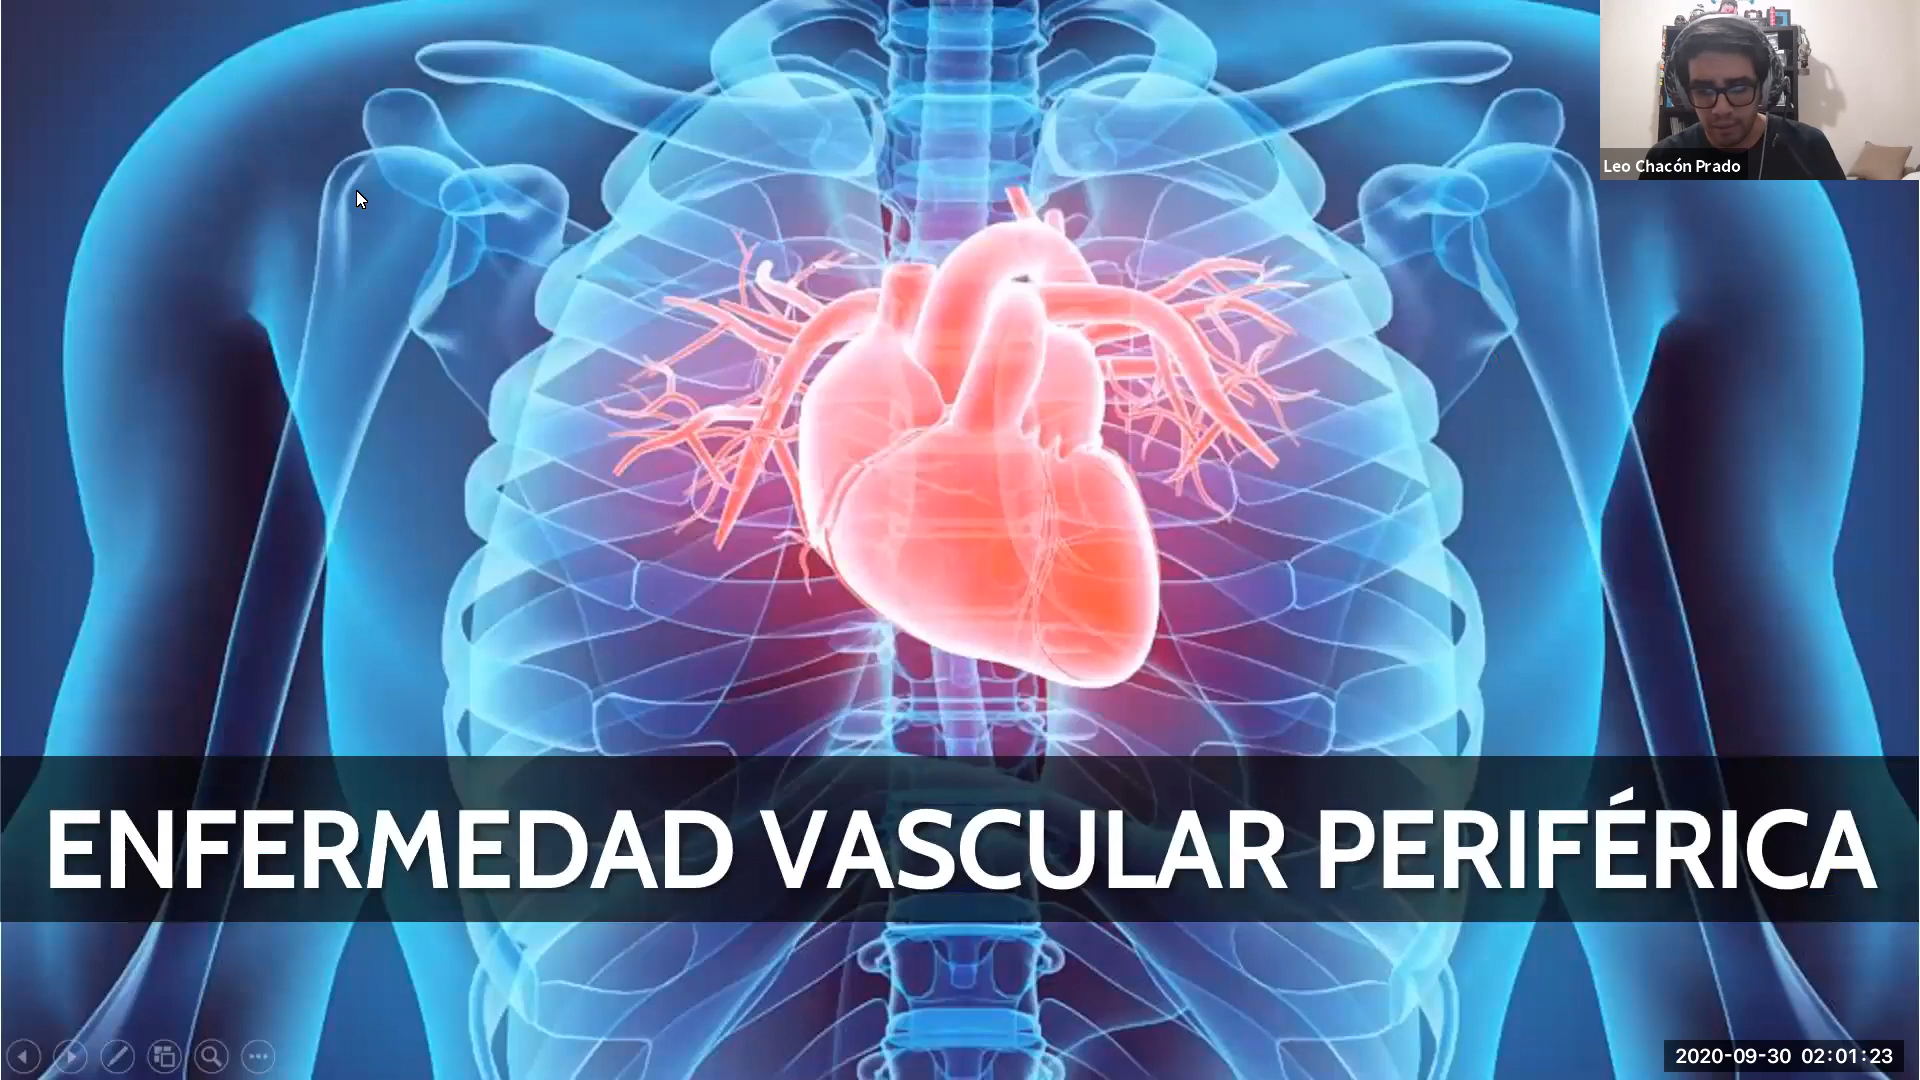 Leo Chacón Prado
ENFERMEDAD VASCULAR PERIFÉRICA
2020-09-30 02:01:23